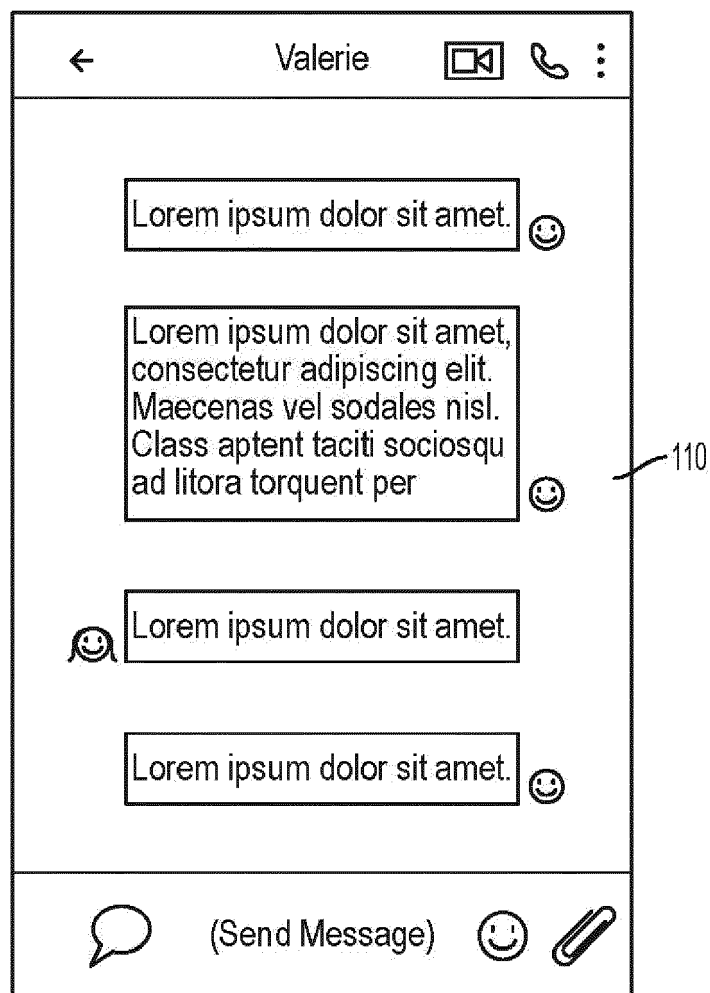 Valerie
Lorem ipsum dolor sit amet.
Lorem ipsum dolor sit amet,
consectetur adipiscing elit.
Maecenas vel sodales nisl.
Class aptent taciti sociosqu
ad litora torquent per
110
Lorem ipsum dolor sit amet.
Lorem ipsum dolor sit amet.
(Send Message)